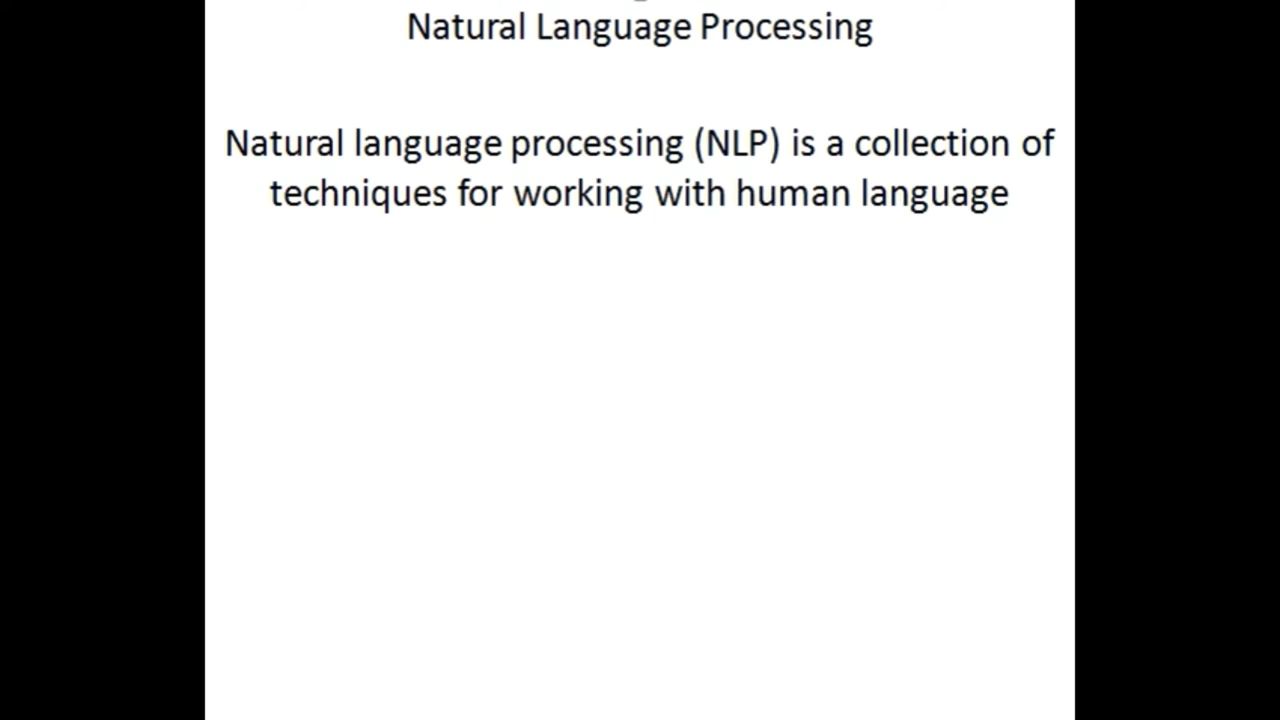 Natural Language Processing
Natural language processing (NLP) is a collection of
techniques for working with human language